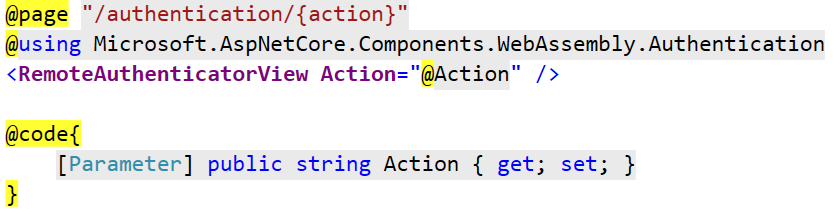 @page "/authentication/{action}"
@using Microsoft.AspNetCore.Components.WebAssembly.Authentication
<RemoteAuthenticatorView Action="@Action" />
@code{
    [Parameter] public string Action { get; set; }
}